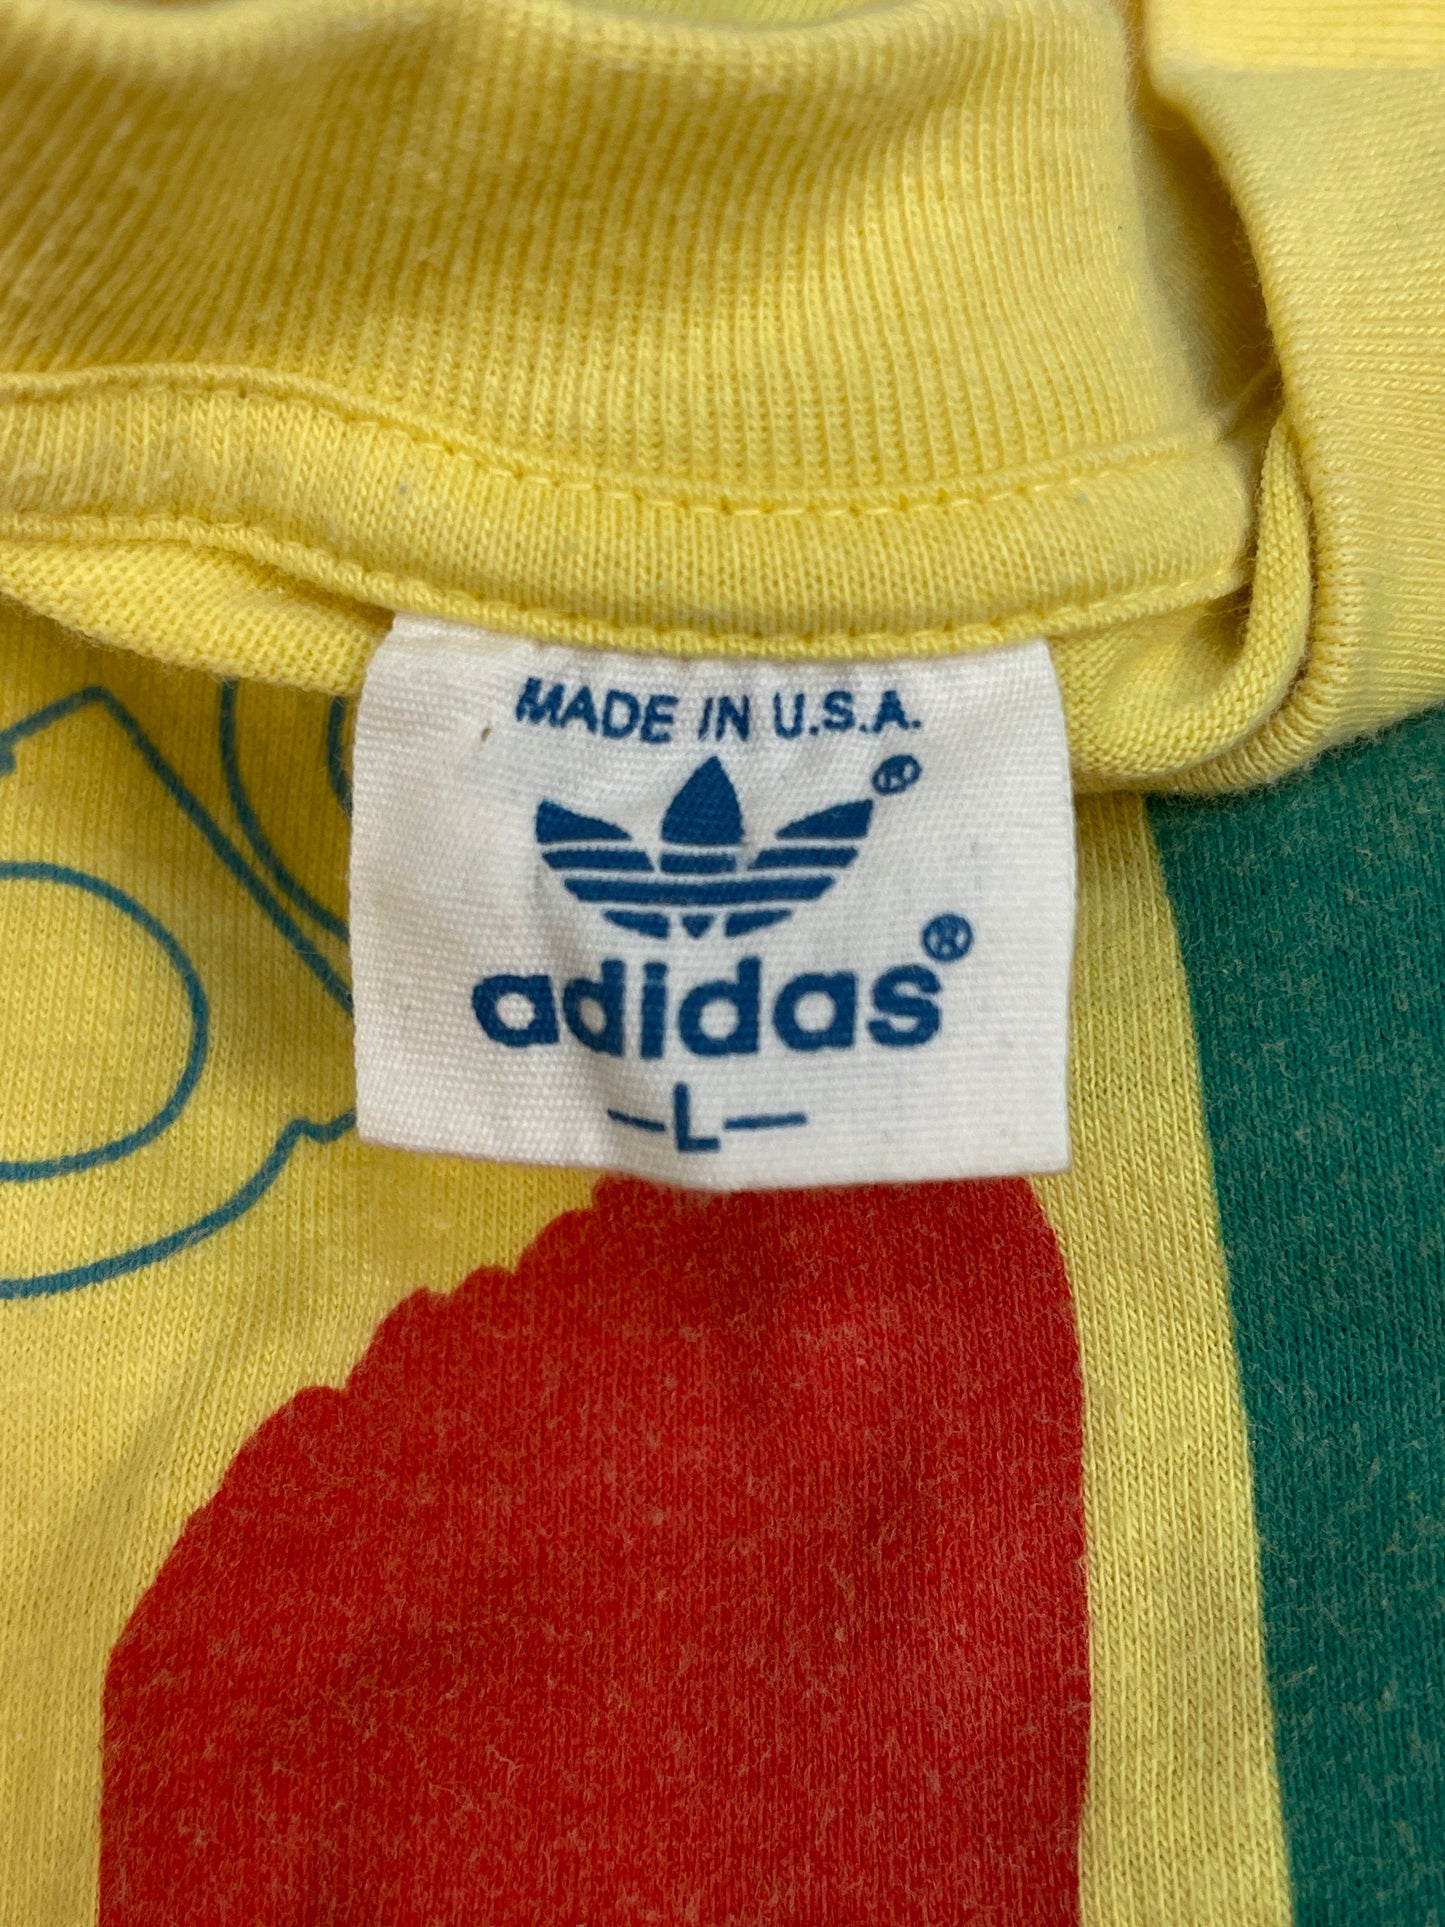 MADE IN U.S.A.
®
adidas®
—L—